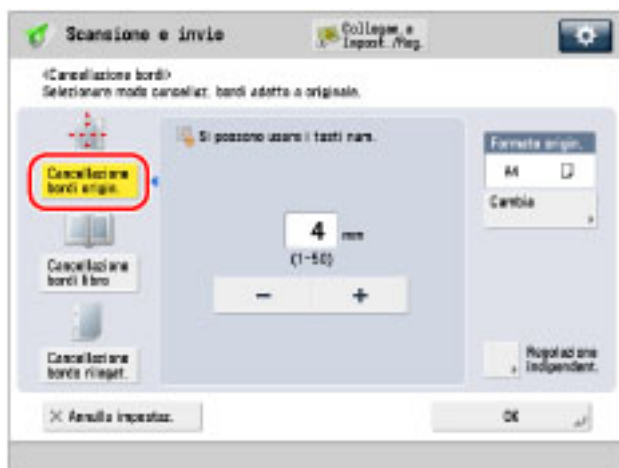 Scansione e invio
Collegam. e
Impost./Reg.
<Cancellazione bordi>
Selezionare modo cancellaz. bordi adatto a originale.
Cancellazione
bordi origin.
Cancellazione
bordi libro
Cancellazione
bordo rilegat.
Si possono usare i tasti num.
4 mm
(1-50)
− +
Formato origin.
A4
Cambia
Regolazione
indipendent.
× Annulla impostaz.
OK